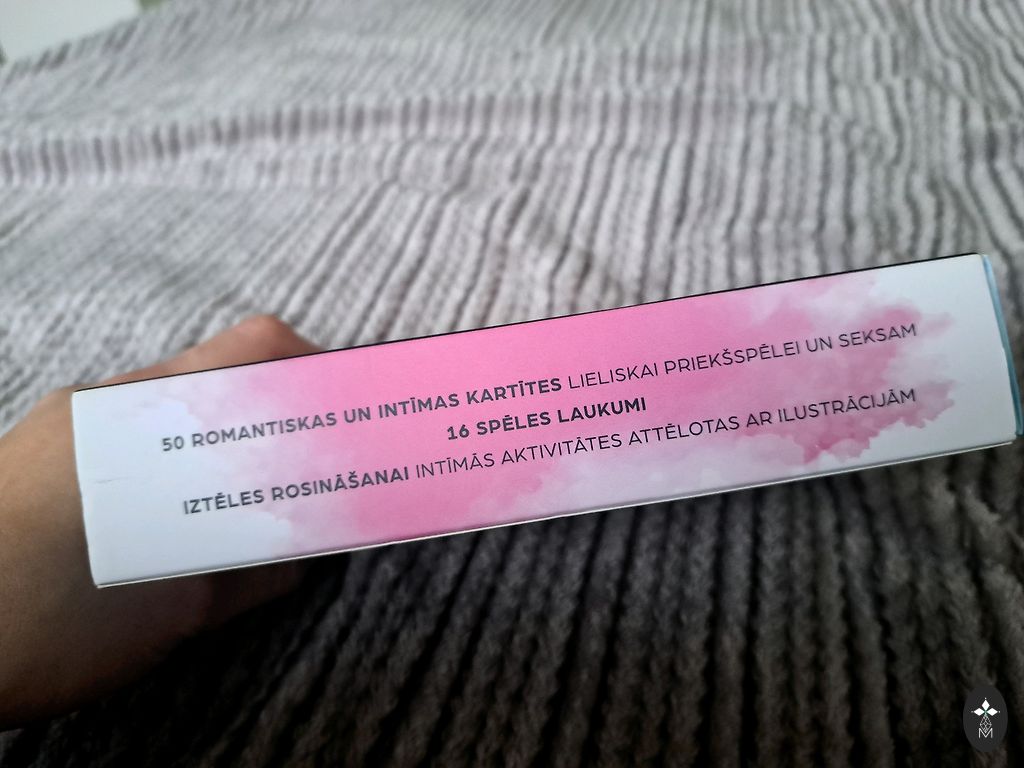 50 ROMANTISKAS UN INTĪMAS KARTĪTES LIELISKAI PRIEKŠSPĒLEI UN SEKSAM
16 SPĒLES LAUKUMI
IZTĒLES ROSINĀŠANAI INTĪMĀS AKTIVITĀTES ATTĒLOTAS AR ILUSTRĀCIJĀM
M